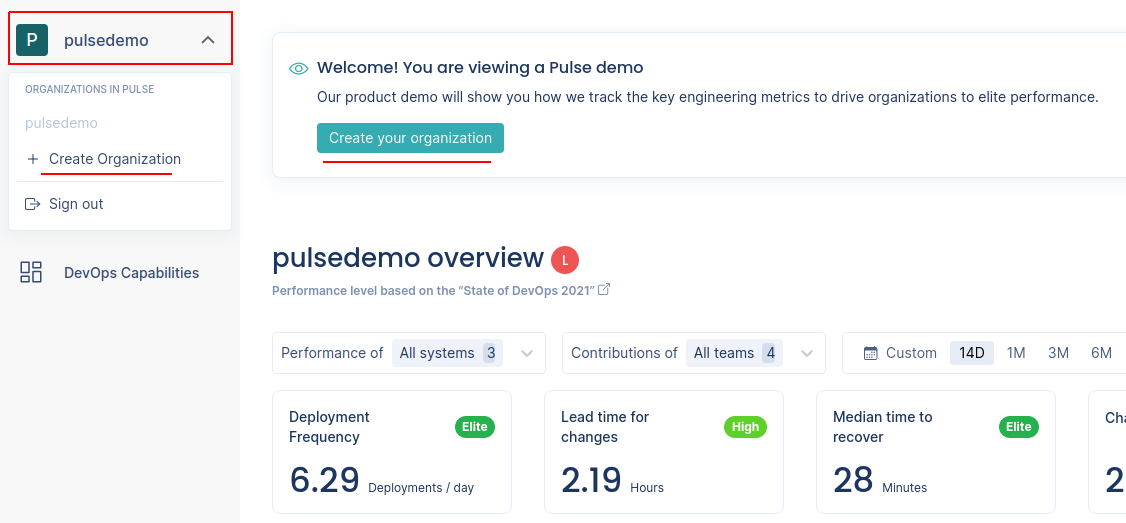 P pulsedemo
ORGANIZATIONS IN PULSE
pulsedemo
Create Organization
Sign out
DevOps Capabilities
Welcome! You are viewing a Pulse demo
Our product demo will show you how we track the key engineering metrics to drive organizations to elite performance.
Create your organization
pulsedemo overview L
Performance level based on the “State of DevOps 2021”
Performance of All systems 3
Contributions of All teams 4
Custom 14D 1M 3M 6M
Deployment
Frequency
Elite
6.29 Deployments / day
Lead time for
changes
High
2.19 Hours
Median time to
recover
Elite
28 Minutes
2